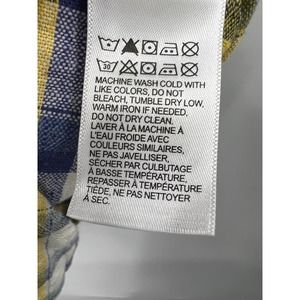 30
MACHINE WASH COLD WITH
LIKE COLORS, DO NOT
BLEACH, TUMBLE DRY LOW,
WARM IRON IF NEEDED,
DO NOT DRY CLEAN.
LAVER À LA MACHINE À
L'EAU FROIDE AVEC
COULEURS SIMILAIRES,
NE PAS JAVELLISER,
SÉCHER PAR CULBUTAGE
À BASSE TEMPÉRATURE,
REPASSER À TEMPÉRATURE
TIÈDE, NE PAS NETTOYER
À SEC.